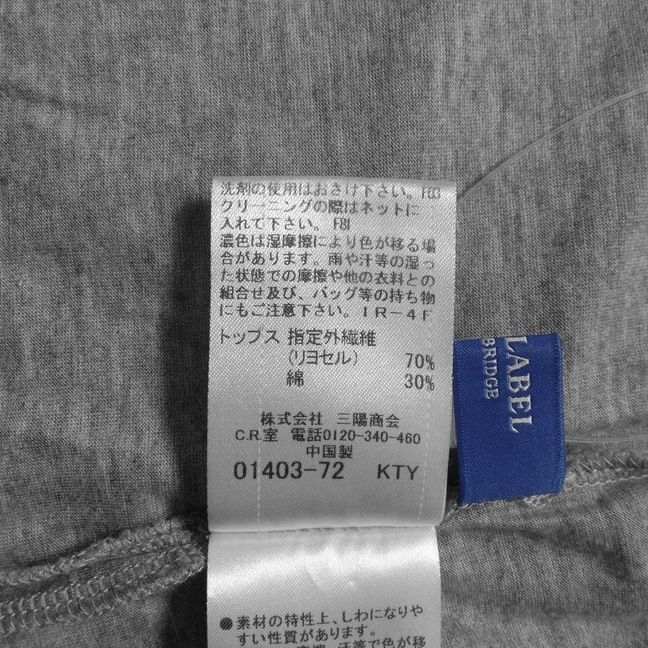 洗剤の使用はおさけ下さい。F03
クリーニングの際はネットに
入れて下さい。F81
濃色は湿摩擦により色が移る場
合があります。雨や汗等の湿っ
た状態での摩擦や他の衣料との
組合せ及び、バッグ等の持ち物
にもご注意下さい。IR-4F
トップス 指定外繊維
(リヨセル) 70%
綿 30%
株式会社 三陽商会
C.R.室 電話0120-340-460
中国製
01403-72 KTY
LABEL
BRIDGE
●素材の特性上、しわになりや
すい性質があります。
汗等で色が移